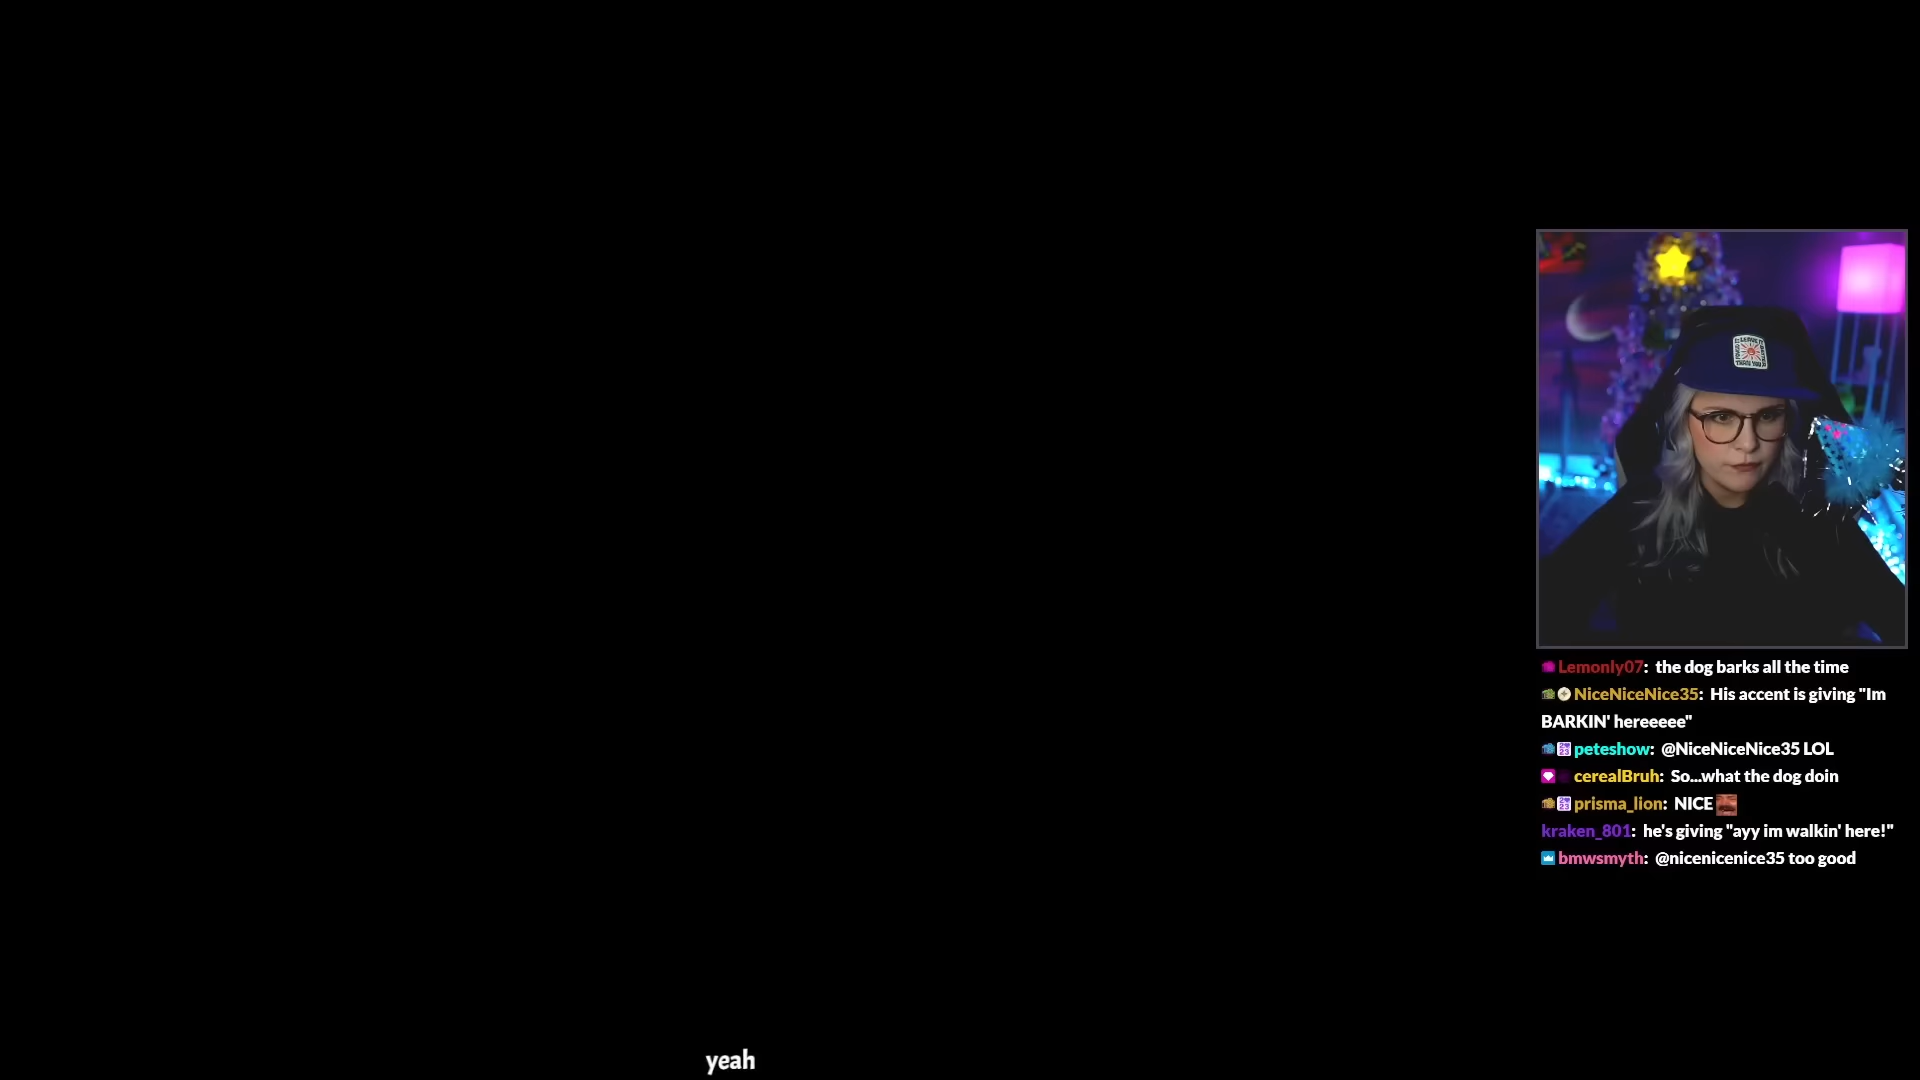 Lemonly07: the dog barks all the time
NiceNiceNice35: His accent is giving "Im
BARKIN' hereeeee"
peteshow: @NiceNiceNice35 LOL
cerealBruh: So...what the dog doin
prisma_lion: NICE
kraken_801: he's giving "ayy im walkin' here!"
bmwsmyth: @nicenicenice35 too good
yeah